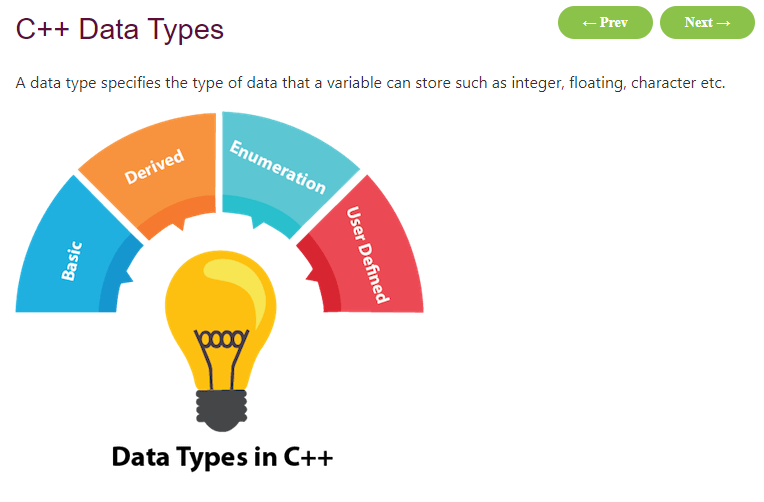 C++ Data Types
← Prev
Next →
A data type specifies the type of data that a variable can store such as integer, floating, character etc.
Basic
Derived
Enumeration
User Defined
Data Types in C++